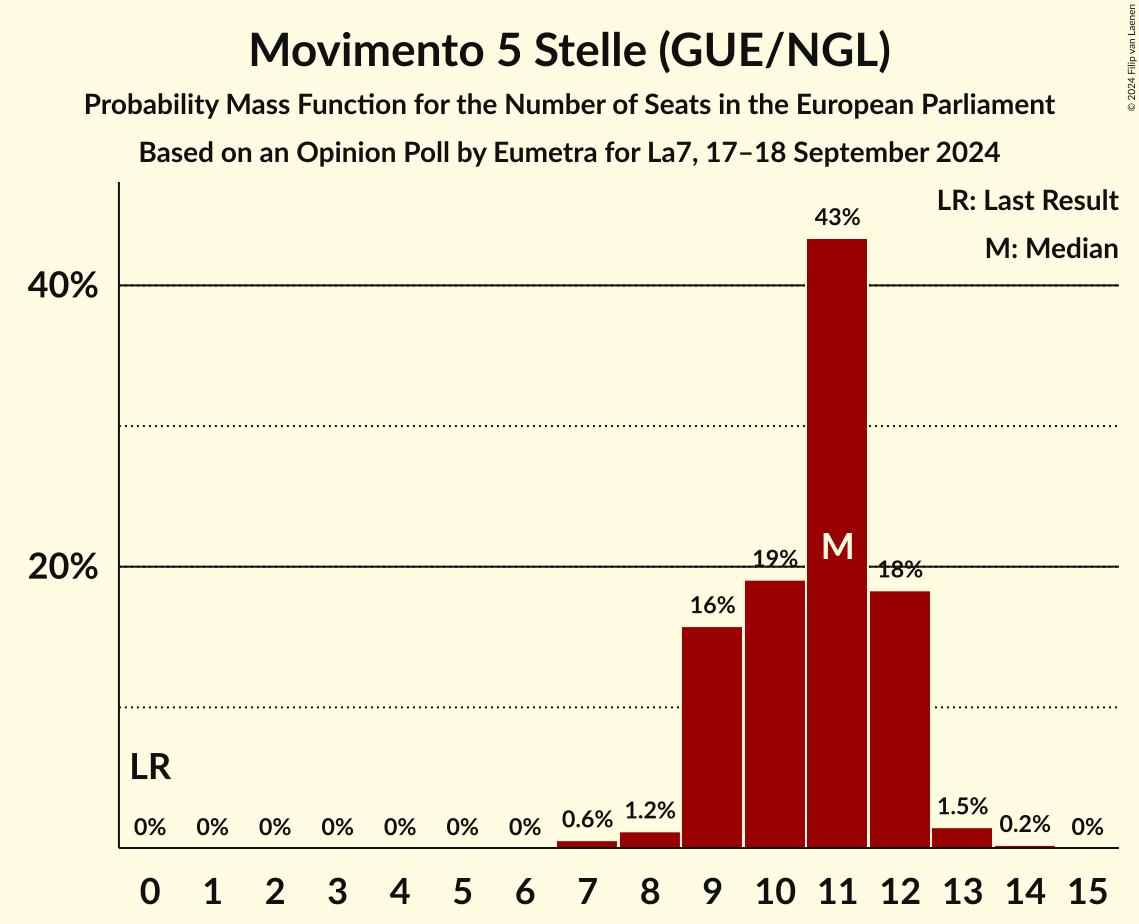 Movimento 5 Stelle (GUE/NGL)
Probability Mass Function for the Number of Seats in the European Parliament
Based on an Opinion Poll by Eumetra for La7, 17–18 September 2024
© 2024 Filip van Laenen
LR: Last Result
M: Median
43%
40%
M
19%
18%
20%
16%
LR
0% 0% 0% 0% 0% 0% 0% 0.6% 1.2% 1.5% 0.2% 0%
0 1 2 3 4 5 6 7 8 9 10 11 12 13 14 15